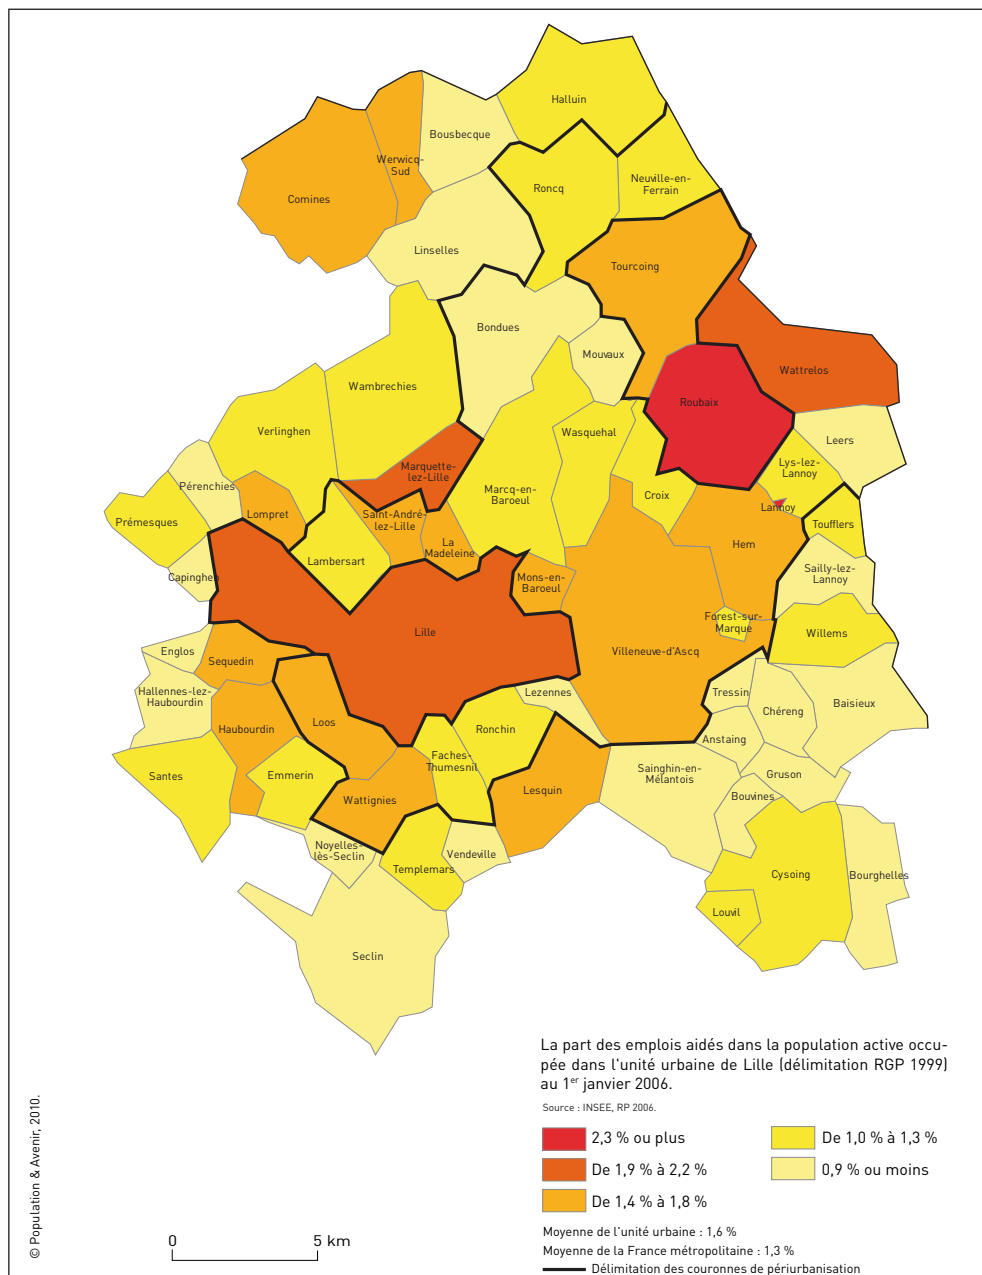 Halluin
Bousbecque
Werwicq-
Sud
Comines
Roncq
Neuville-en-
Ferrain
Linselles
Tourcoing
Bondues
Mouvaux
Wattrelos
Wambrechies
Roubaix
Verlinghen
Wasquehal
Leers
Marquette-
lez-Lille
Lys-lez-
Lannoy
Pérenchies
Marcq-en-
Baroeul
Croix
Prémesques
Lompret
Saint-André-
lez-Lille
Lannoy
Toufflers
La
Madeleine
Hem
Lambersart
Capinghem
Mons-en-
Baroeul
Sailly-lez-
Lannoy
Forest-sur-
Marque
Lille
Willems
Englos
Sequedin
Villeneuve-d'Ascq
Hallennes-lez-
Haubourdin
Lezennes
Tressin
Chéreng
Baisieux
Haubourdin
Loos
Ronchin
Anstaing
Santes
Emmerin
Faches-
Thumesnil
Sainghin-en-
Mélantois
Gruson
Wattignies
Lesquin
Bouvines
Noyelles-
lès-Seclin
Vendeville
Templemars
Cysoing
Bourghelles
Louvil
Seclin
La part des emplois aidés dans la population active occu-
pée dans l'unité urbaine de Lille (délimitation RGP 1999)
au 1er janvier 2006.
Source : INSEE, RP 2006.
2,3 % ou plus
De 1,9 % à 2,2 %
De 1,4 % à 1,8 %
De 1,0 % à 1,3 %
0,9 % ou moins
Moyenne de l'unité urbaine : 1,6 %
Moyenne de la France métropolitaine : 1,3 %
Délimitation des couronnes de périurbanisation
0 5 km
© Population & Avenir, 2010.